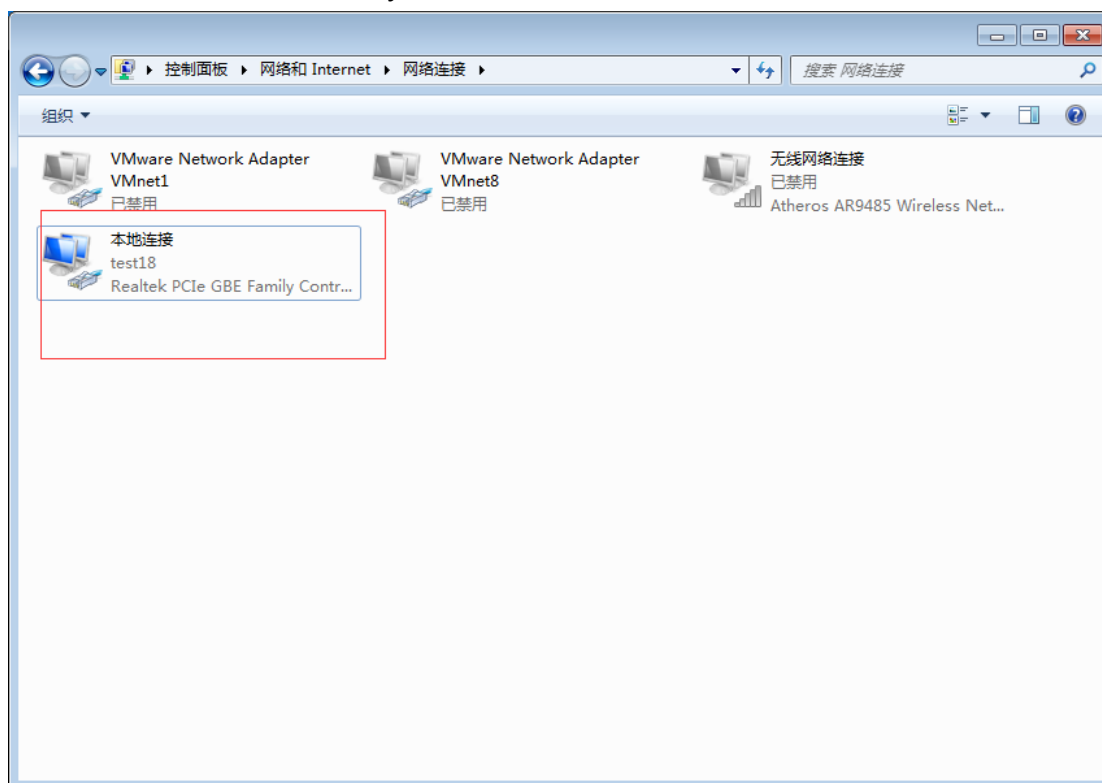 控制面板 ▸ 网络和 Internet ▸ 网络连接 ▸
搜索 网络连接
组织
VMware Network Adapter
VMnet1
已禁用
VMware Network Adapter
VMnet8
已禁用
无线网络连接
已禁用
Atheros AR9485 Wireless Net...
本地连接
test18
Realtek PCIe GBE Family Contr...